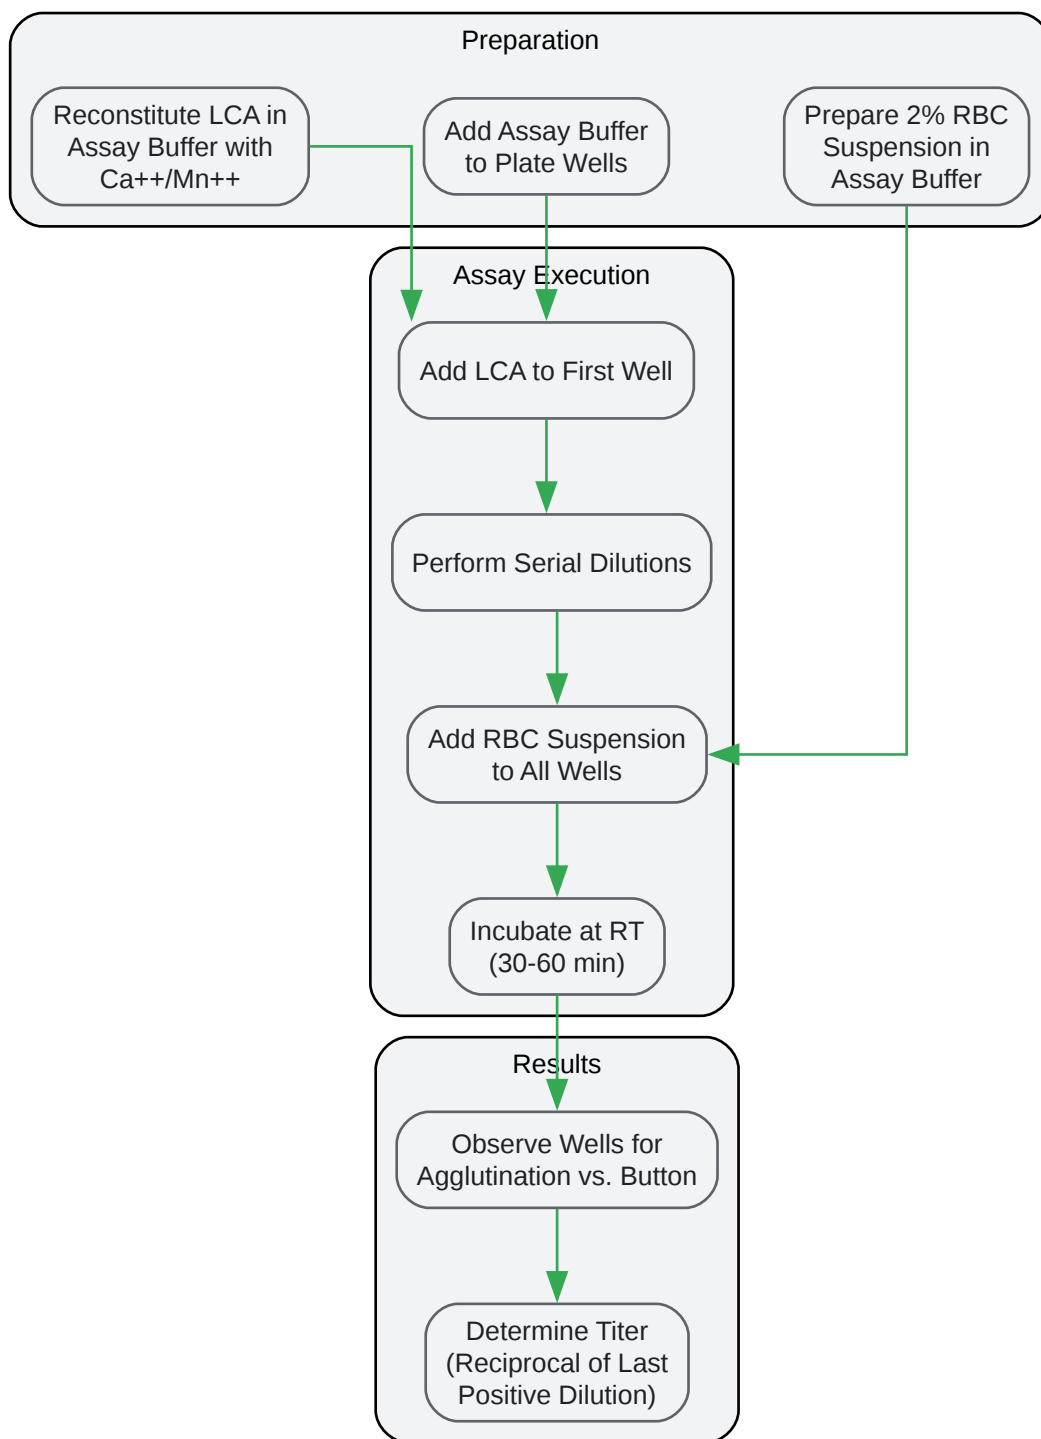 Preparation
Reconstitute LCA in
Assay Buffer with
Ca++/Mn++
Add Assay Buffer
to Plate Wells
Prepare 2% RBC
Suspension in
Assay Buffer
Assay Execution
Add LCA to First Well
Perform Serial Dilutions
Add RBC Suspension
to All Wells
Incubate at RT
(30-60 min)
Results
Observe Wells for
Agglutination vs. Button
Determine Titer
(Reciprocal of Last
Positive Dilution)